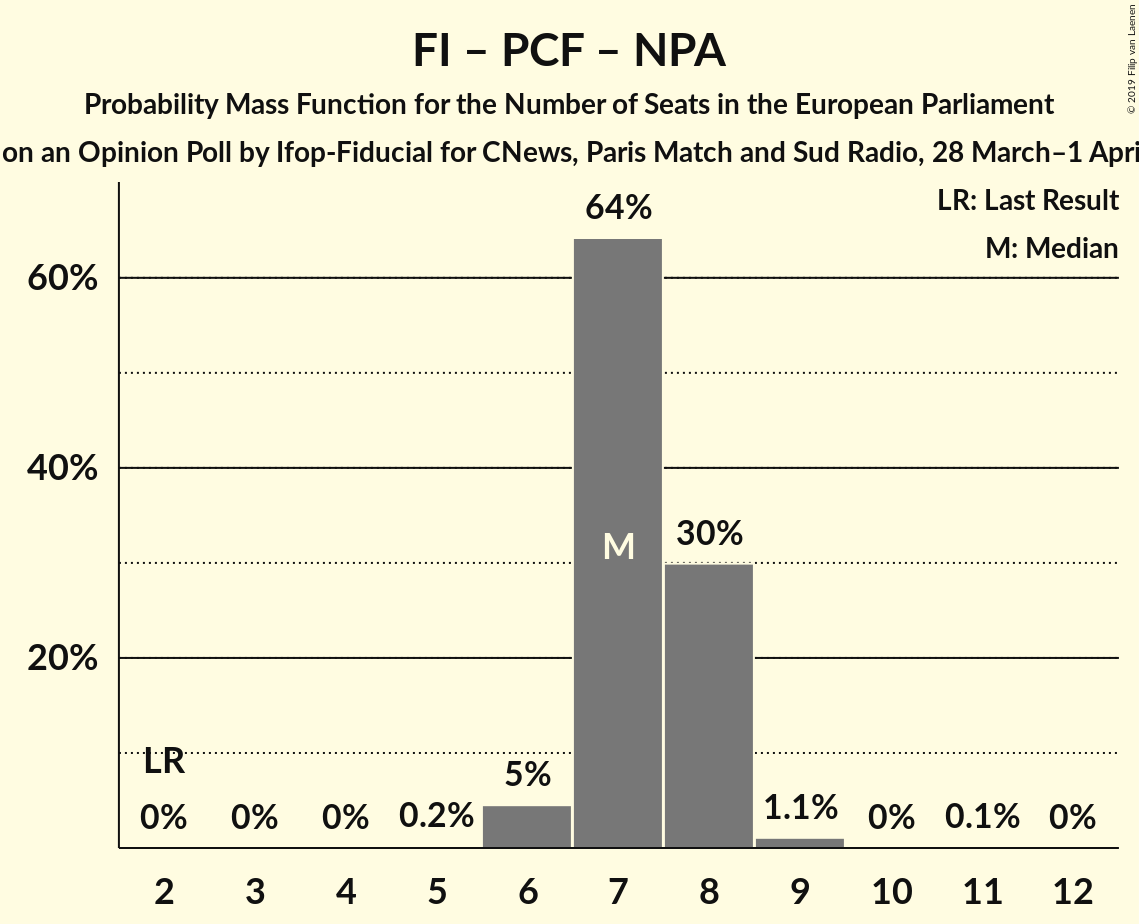 © 2019 Filip van Laenen
FI – PCF – NPA
Probability Mass Function for the Number of Seats in the European Parliament
on an Opinion Poll by Ifop-Fiducial for CNews, Paris Match and Sud Radio, 28 March–1 Apri
LR: Last Result
M: Median
64%
60%
M
30%
40%
20%
LR
5%
0% 0% 0% 0.2% 1.1% 0% 0.1% 0%
2 3 4 5 6 7 8 9 10 11 12